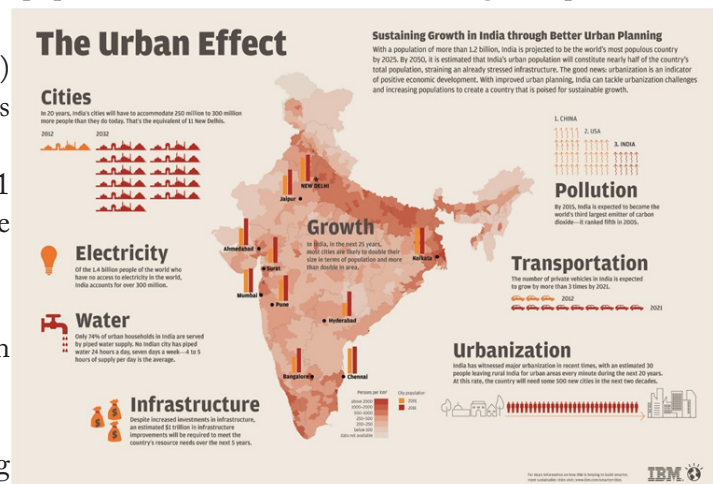 The Urban Effect
Sustaining Growth in India through Better Urban Planning
With a population of more than 1.2 billion, India is projected to be the world's most populous country
by 2025. By 2050, it is estimated that India's urban population will constitute nearly half of the country's
total population, straining an already stressed infrastructure. The good news: urbanization is an indicator
of positive economic development. With improved urban planning, India can tackle urbanization challenges
and increasing populations to create a country that is poised for sustainable growth.
Cities
In 20 years, India's cities will have to accommodate 250 million to 300 million
more people than they do today. That's the equivalent of 11 New Delhis.
2012
2032
1. CHINA
2. USA
3. INDIA
Pollution
By 2015, India is expected to become the
world's third largest emitter of carbon
dioxide—it ranked fifth in 2005.
NEW DELHI
Jaipur
Growth
In India, in the next 25 years,
most cities are likely to double their
size in terms of population and more
than double in area.
Ahmedabad
Surat
Kolkata
Mumbai
Pune
Hyderabad
Bangalore
Chennai
Electricity
Of the 1.4 billion people of the world who
have no access to electricity in the world,
India accounts for over 300 million.
Transportation
The number of private vehicles in India is expected
to grow by more than 3 times by 2021.
2012
2021
Water
Only 74% of urban households in India are served
by piped water supply. No Indian city has piped
water 24 hours a day, seven days a week—4 to 5
hours of supply per day is the average.
Urbanization
India has witnessed major urbanization in recent times, with an estimated 30
people leaving rural India for urban areas every minute during the next 20 years.
At this rate, the country will need some 500 new cities in the next two decades.
Infrastructure
Despite increased investments in infrastructure,
an estimated $1 trillion in infrastructure
improvements will be required to meet the
country's resource needs over the next 5 years.
Persons per km²
City population
data not available
IBM